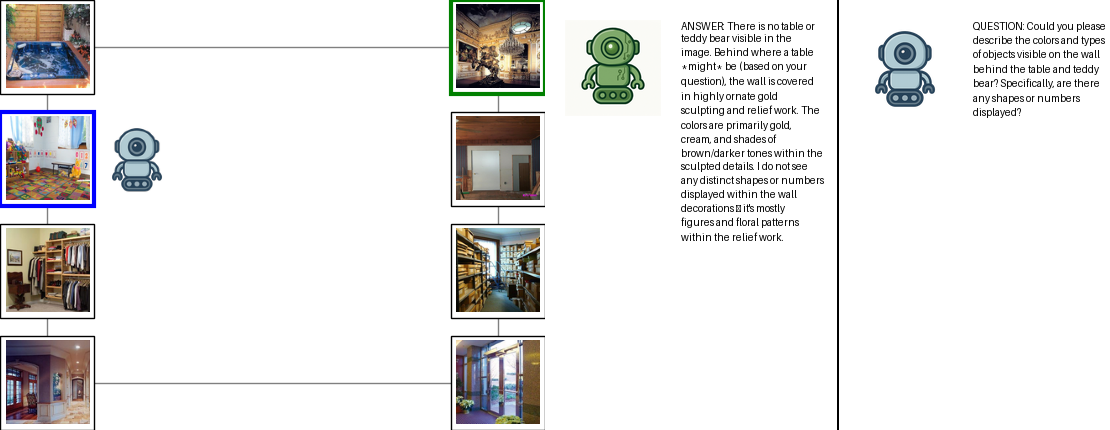 ANSWER: There is no table or
teddy bear visible in the
image. Behind where a table
*might* be (based on your
question), the wall is covered
in highly ornate gold
sculpting and relief work. The
colors are primarily gold,
cream, and shades of
brown/darker tones within the
sculpted details. I do not see
any distinct shapes or numbers
displayed within the wall
decorations it's mostly
figures and floral patterns
within the relief work.
QUESTION: Could you please
describe the colors and types
of objects visible on the wall
behind the table and teddy
bear? Specifically, are there
any shapes or numbers
displayed?